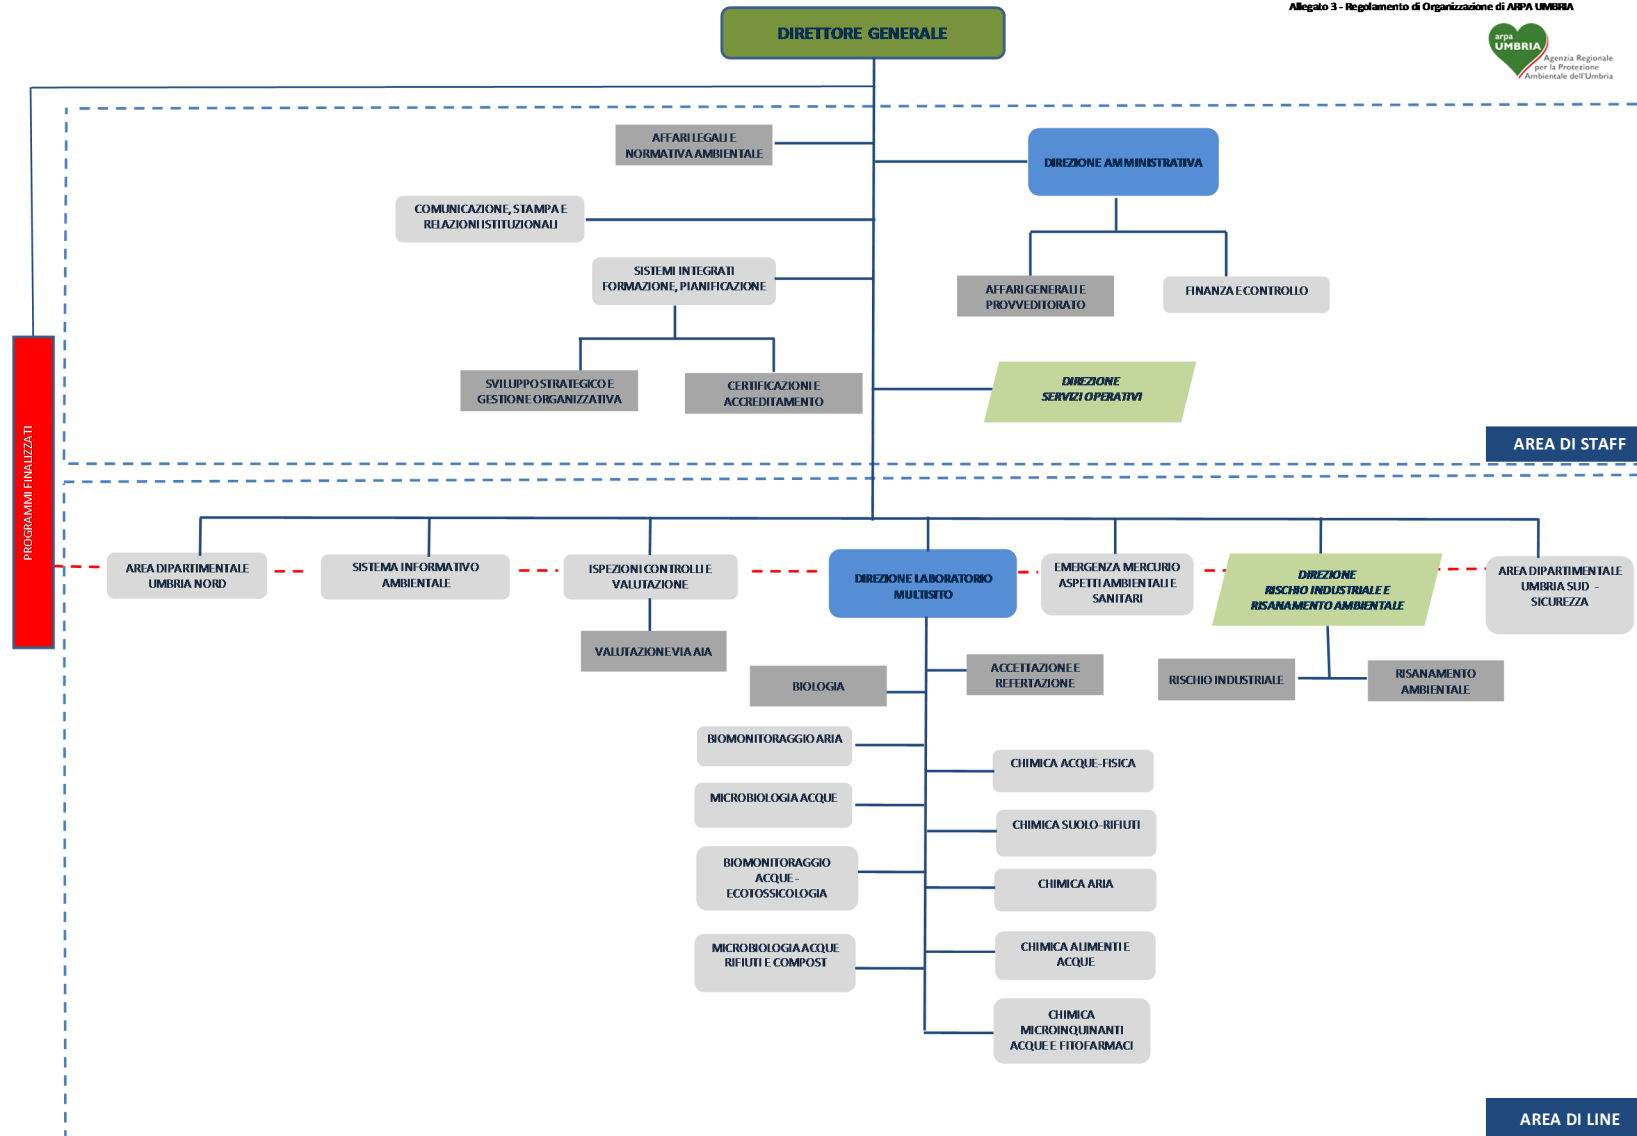 Allegato 3 - Regolamento di Organizzazione di ARPA UMBRIA
arpa
UMBRIA
Agenzia Regionale
per la Protezione
Ambientale dell'Umbria
DIRETTORE GENERALE
AFFARI LEGALI E
NORMATIVA AMBIENTALE
DIREZIONE AMMINISTRATIVA
COMUNICAZIONE, STAMPA E
RELAZIONI ISTITUZIONALI
SISTEMI INTEGRATI
FORMAZIONE, PIANIFICAZIONE
AFFARI GENERALI E
PROVVEDITORATO
FINANZA E CONTROLLO
SVILUPPO STRATEGICO E
GESTIONE ORGANIZZATIVA
CERTIFICAZIONI E
ACCREDITAMENTO
DIREZIONE
SERVIZI OPERATIVI
AREA DI STAFF
PROGRAMMI FINALIZZATI
AREA DIPARTIMENTALE
UMBRIA NORD
SISTEMA INFORMATIVO
AMBIENTALE
ISPEZIONI CONTROLLI E
VALUTAZIONE
DIREZIONE LABORATORIO
MULTISITO
EMERGENZA MERCURIO
ASPETTI AMBIENTALI E
SANITARI
DIREZIONE
RISCHIO INDUSTRIALE E
RISANAMENTO AMBIENTALE
AREA DIPARTIMENTALE
UMBRIA SUD -
SICUREZZA
VALUTAZIONE VIA AIA
BIOLOGIA
ACCETTAZIONE E
REFERTAZIONE
RISCHIO INDUSTRIALE
RISANAMENTO
AMBIENTALE
BIOMONITORAGGIO ARIA
CHIMICA ACQUE-FISICA
MICROBIOLOGIA ACQUE
CHIMICA SUOLO-RIFIUTI
BIOMONITORAGGIO
ACQUE -
ECOTOSSICOLOGIA
CHIMICA ARIA
MICROBIOLOGIA ACQUE
RIFIUTI E COMPOST
CHIMICA ALIMENTI E
ACQUE
CHIMICA
MICROINQUINANTI
ACQUE E FITOFARMACI
AREA DI LINE